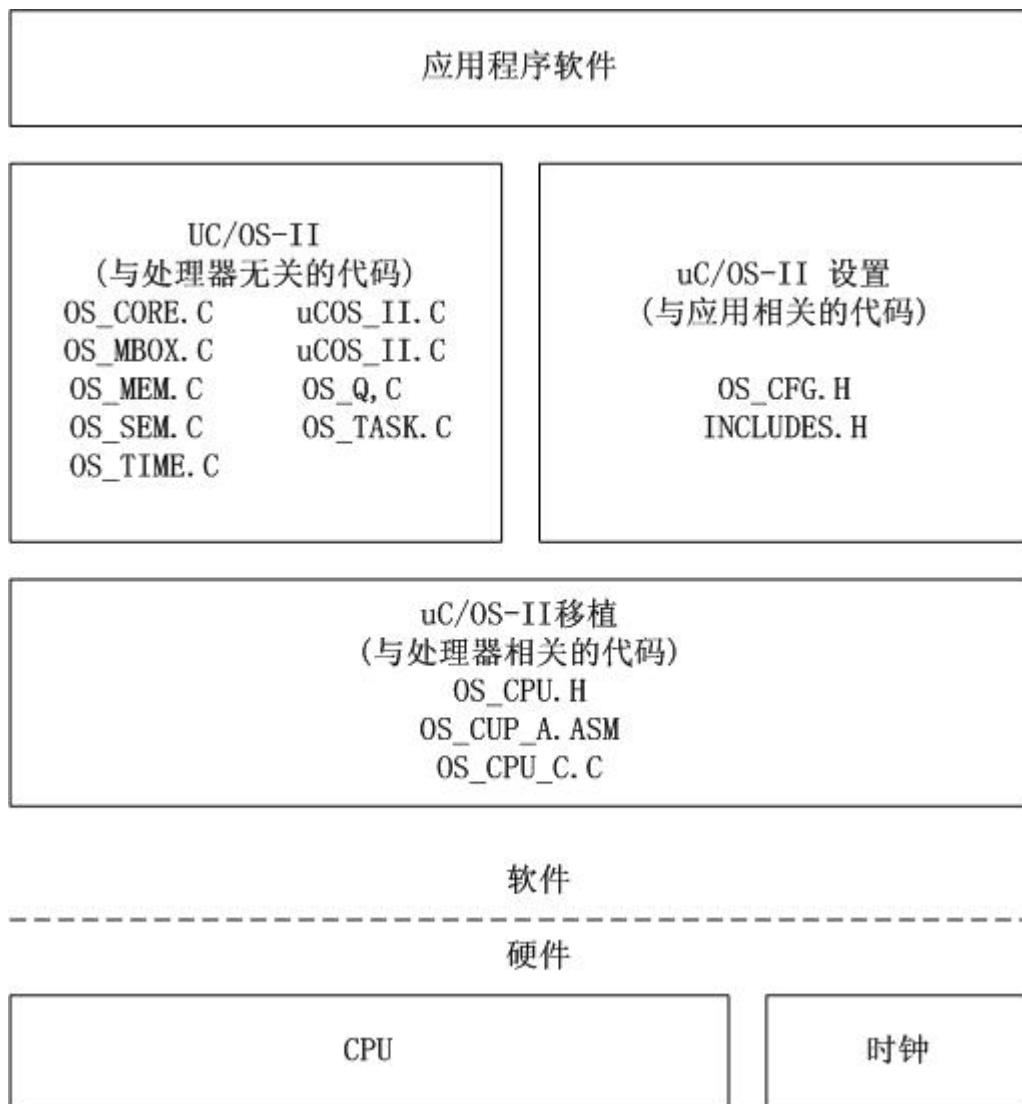 应用程序软件
UC/OS-II
(与处理器无关的代码)
OS_CORE.C uCOS_II.C
OS_MBOX.C uCOS_II.C
OS_MEM.C OS_Q,C
OS_SEM.C OS_TASK.C
OS_TIME.C
uC/OS-II 设置
(与应用相关的代码)
OS_CFG.H
INCLUDES.H
uC/OS-II移植
(与处理器相关的代码)
OS_CPU.H
OS_CUP_A.ASM
OS_CPU_C.C
软件
硬件
CPU
时钟